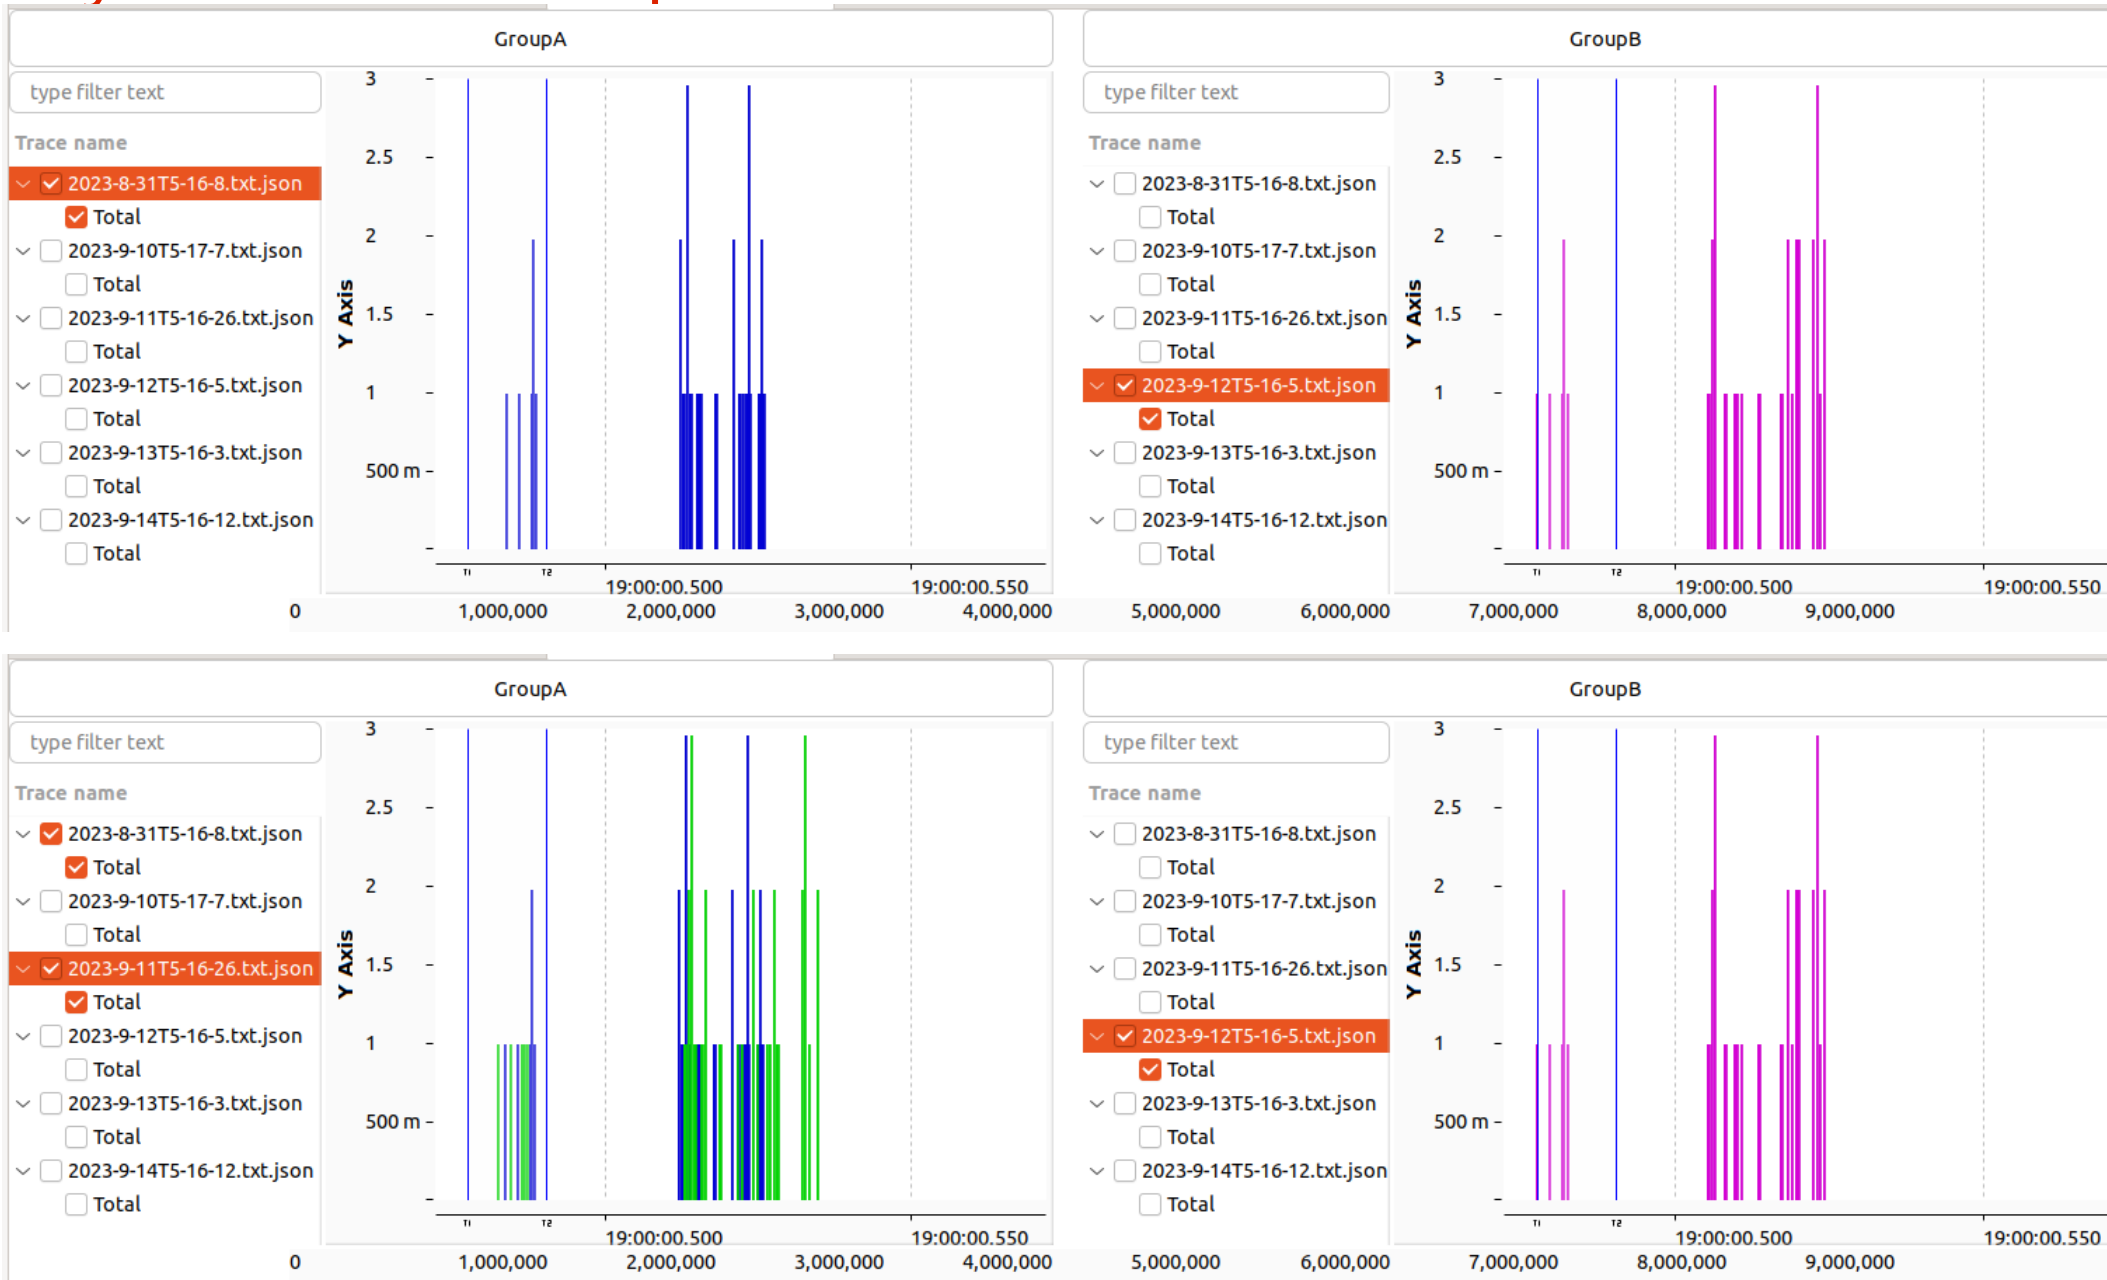 GroupA
type filter text
Trace name
2023-8-31T5-16-8.txt.json
Total
2023-9-10T5-17-7.txt.json
Total
2023-9-11T5-16-26.txt.json
Total
2023-9-12T5-16-5.txt.json
Total
2023-9-13T5-16-3.txt.json
Total
2023-9-14T5-16-12.txt.json
Total
Y Axis
3
2.5
2
1.5
1
500 m
T1 T2
19:00:00.500 19:00:00.550
GroupB
type filter text
Trace name
2023-8-31T5-16-8.txt.json
Total
2023-9-10T5-17-7.txt.json
Total
2023-9-11T5-16-26.txt.json
Total
2023-9-12T5-16-5.txt.json
Total
2023-9-13T5-16-3.txt.json
Total
2023-9-14T5-16-12.txt.json
Total
Y Axis
3
2.5
2
1.5
1
500 m
T1 T2
19:00:00.500 19:00:00.550
0 1,000,000 2,000,000 3,000,000 4,000,000 5,000,000 6,000,000 7,000,000 8,000,000 9,000,000
GroupA
type filter text
Trace name
2023-8-31T5-16-8.txt.json
Total
2023-9-10T5-17-7.txt.json
Total
2023-9-11T5-16-26.txt.json
Total
2023-9-12T5-16-5.txt.json
Total
2023-9-13T5-16-3.txt.json
Total
2023-9-14T5-16-12.txt.json
Total
Y Axis
3
2.5
2
1.5
1
500 m
T1 T2
19:00:00.500 19:00:00.550
GroupB
type filter text
Trace name
2023-8-31T5-16-8.txt.json
Total
2023-9-10T5-17-7.txt.json
Total
2023-9-11T5-16-26.txt.json
Total
2023-9-12T5-16-5.txt.json
Total
2023-9-13T5-16-3.txt.json
Total
2023-9-14T5-16-12.txt.json
Total
Y Axis
3
2.5
2
1.5
1
500 m
T1 T2
19:00:00.500 19:00:00.550
0 1,000,000 2,000,000 3,000,000 4,000,000 5,000,000 6,000,000 7,000,000 8,000,000 9,000,000